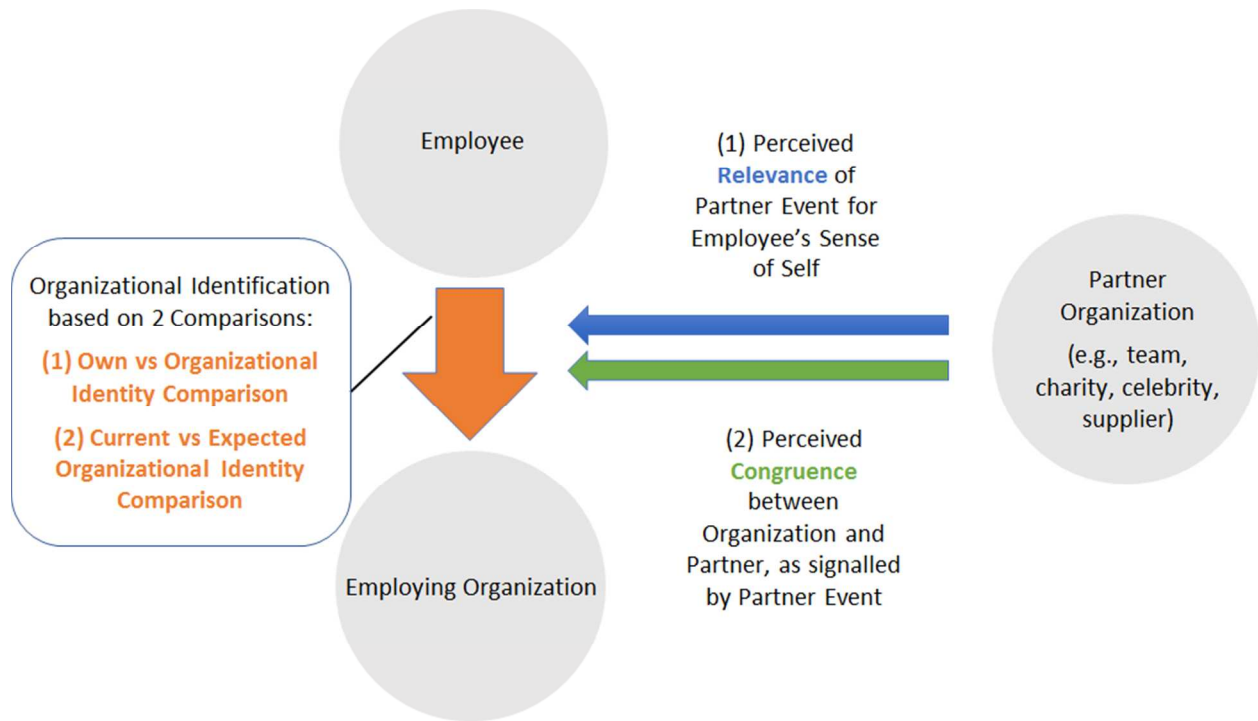 Employee
(1) Perceived
Relevance of
Partner Event for
Employee's Sense
of Self
Organizational Identification
based on 2 Comparisons:
(1) Own vs Organizational
Identity Comparison
(2) Current vs Expected
Organizational Identity
Comparison
Partner
Organization
(e.g., team,
charity, celebrity,
supplier)
(2) Perceived
Congruence
between
Organization and
Partner, as signalled
by Partner Event
Employing Organization